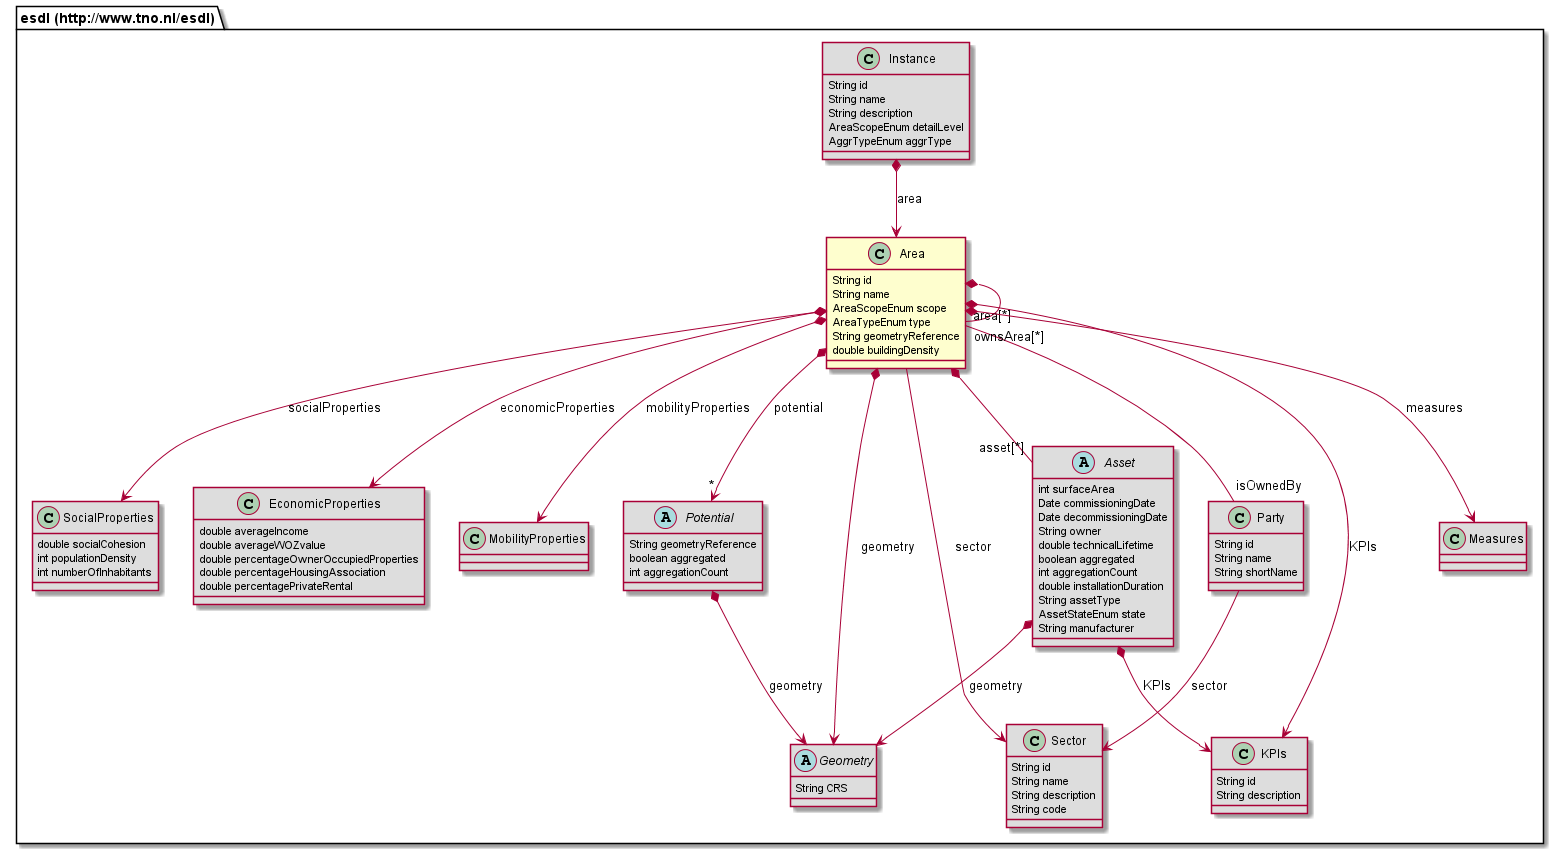 esdl (http://www.tno.nl/esdl)
C Instance
String id
String name
String description
AreaScopeEnum detailLevel
AggrTypeEnum aggrType
area
C Area
String id
String name
AreaScopeEnum scope
AreaTypeEnum type
String geometryReference
double buildingDensity
area[*]
ownsArea[*]
socialProperties
economicProperties
mobilityProperties
potential
measures
asset[*]
*
isOwnedBy
geometry
sector
KPIs
C SocialProperties
double socialCohesion
int populationDensity
int numberOfInhabitants
C EconomicProperties
double averageIncome
double averageWOZvalue
double percentageOwnerOccupiedProperties
double percentageHousingAssociation
double percentagePrivateRental
C MobilityProperties
A Potential
String geometryReference
boolean aggregated
int aggregationCount
A Asset
int surfaceArea
Date commissioningDate
Date decommissioningDate
String owner
double technicalLifetime
boolean aggregated
int aggregationCount
double installationDuration
String assetType
AssetStateEnum state
String manufacturer
C Party
String id
String name
String shortName
C Measures
geometry
geometry
KPIs
sector
A Geometry
String CRS
C Sector
String id
String name
String description
String code
C KPIs
String id
String description